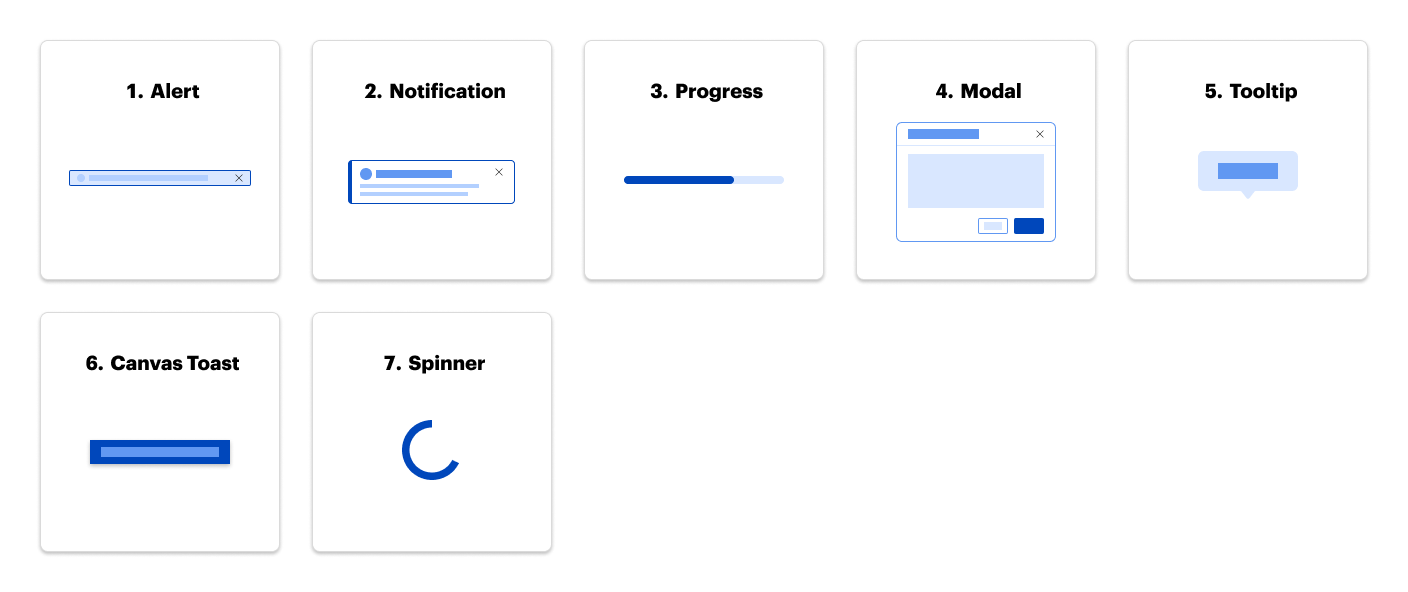 1. Alert
2. Notification
3. Progress
4. Modal
5. Tooltip
6. Canvas Toast
7. Spinner